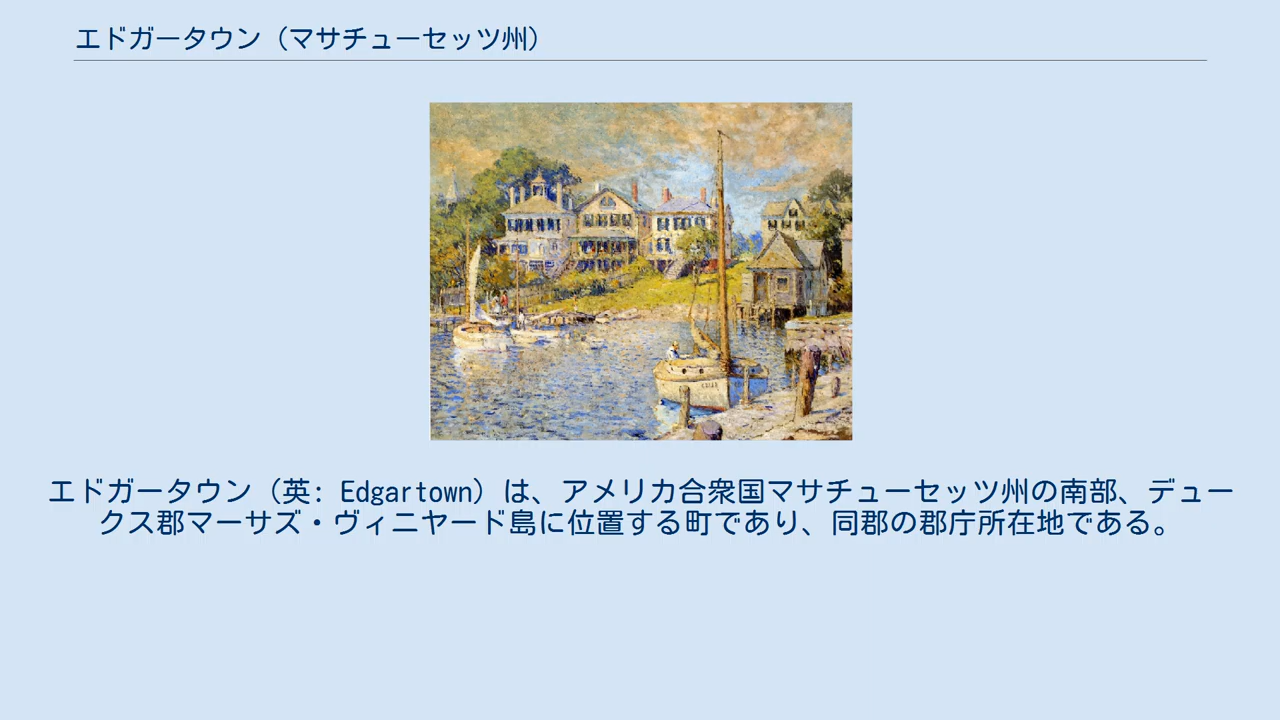 エドガータウン（マサチューセッツ州）
エドガータウン（英: Edgartown）は、アメリカ合衆国マサチューセッツ州の南部、デュー
クス郡マーサズ・ヴィニヤード島に位置する町であり、同郡の郡庁所在地である。